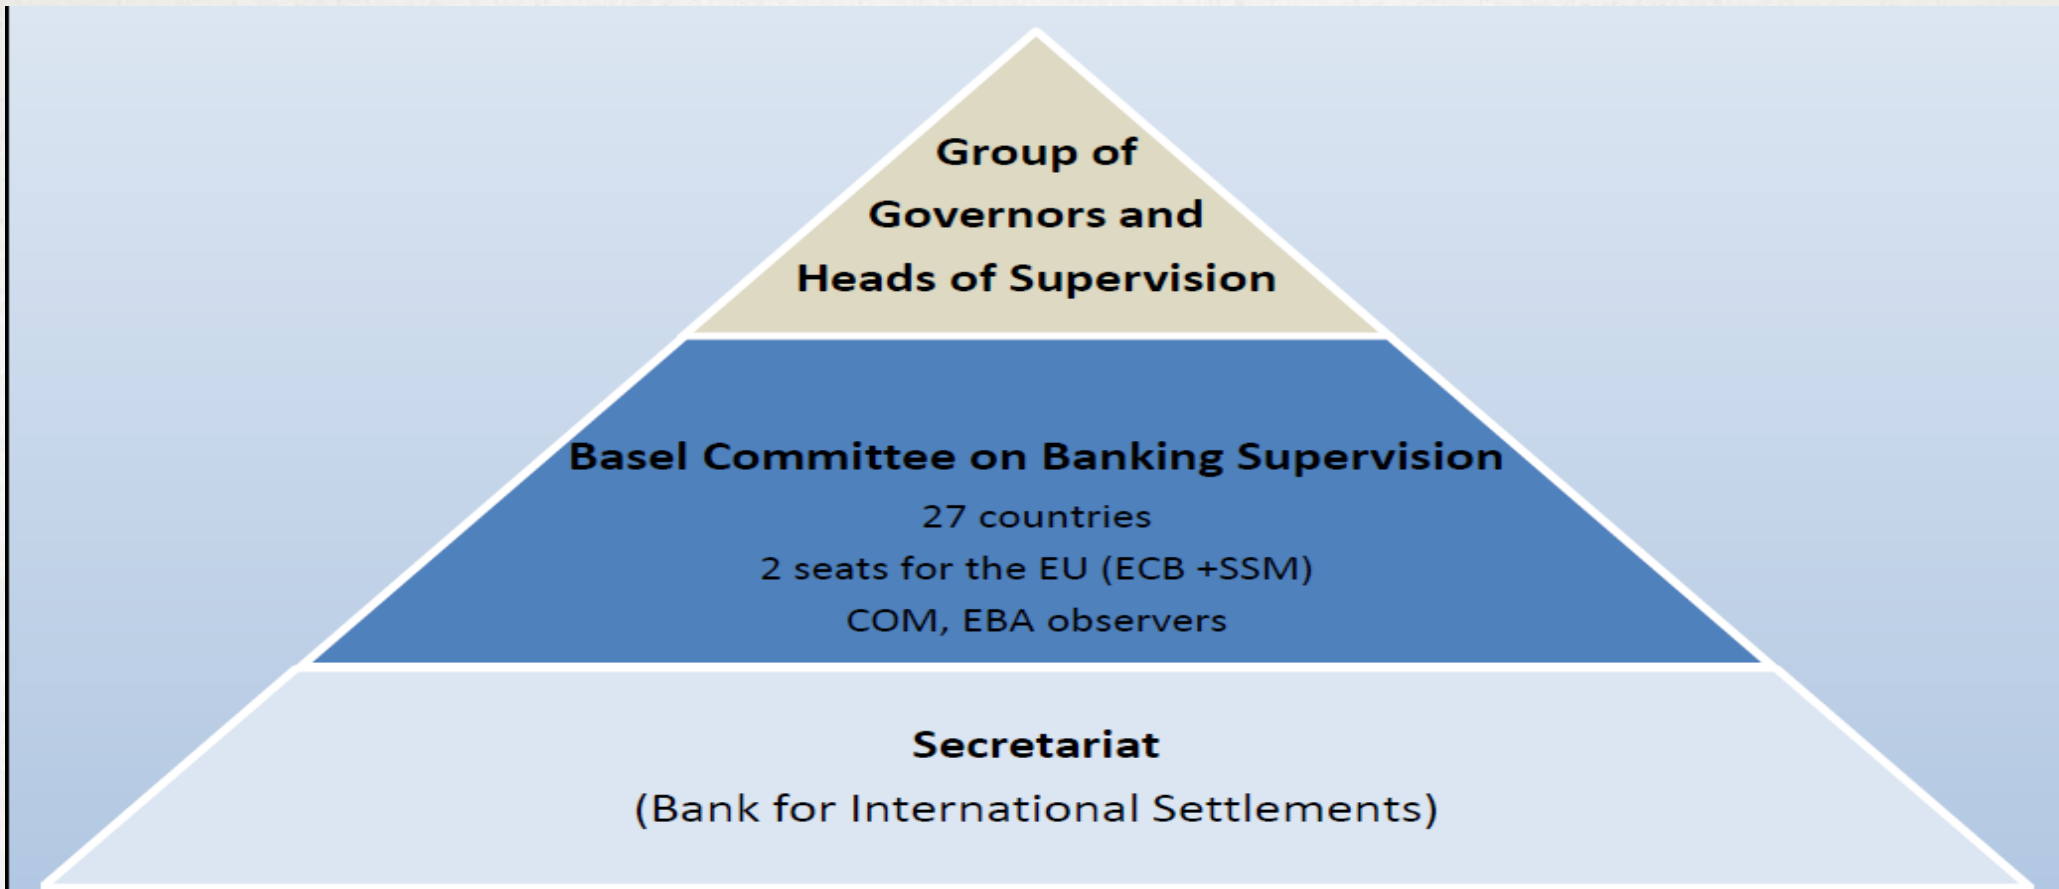 Group of
Governors and
Heads of Supervision
Basel Committee on Banking Supervision
27 countries
2 seats for the EU (ECB +SSM)
COM, EBA observers
Secretariat
(Bank for International Settlements)